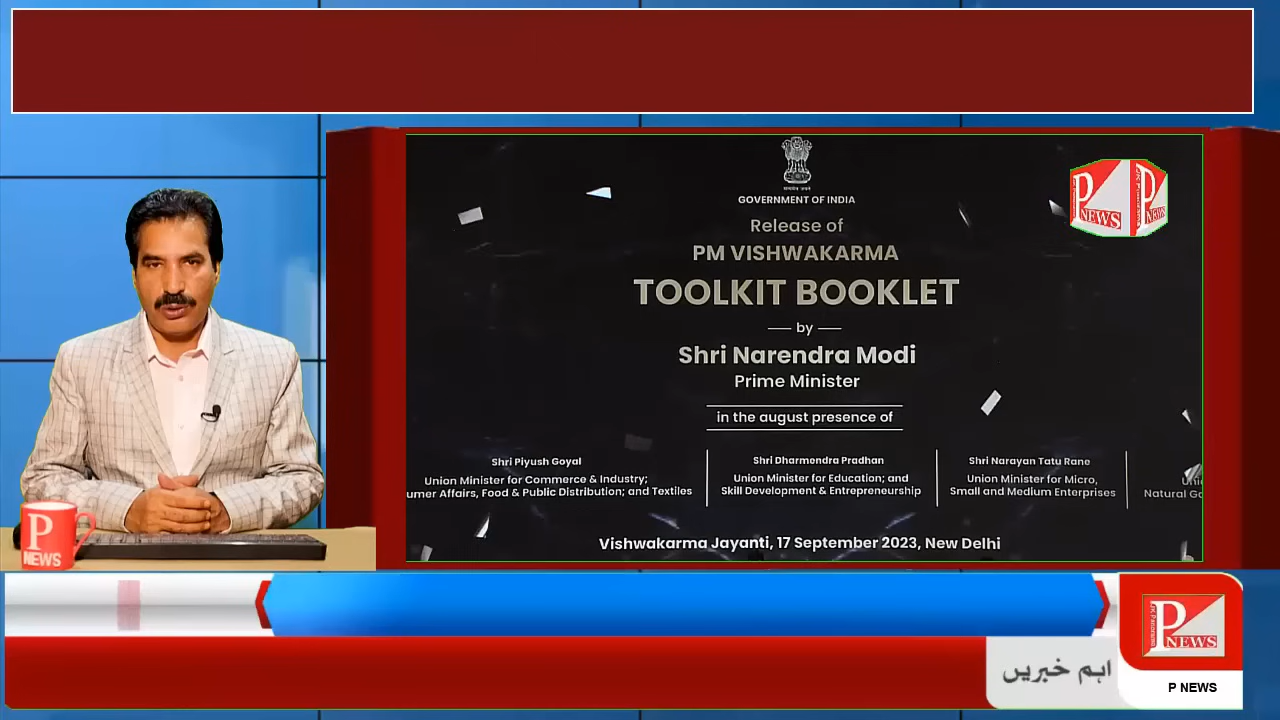 GOVERNMENT OF INDIA
Release of
PM VISHWAKARMA
TOOLKIT BOOKLET
by
Shri Narendra Modi
Prime Minister
in the august presence of
Shri Piyush Goyal
Union Minister for Commerce & Industry;
umer Affairs, Food & Public Distribution; and Textiles
Shri Dharmendra Pradhan
Union Minister for Education; and
Skill Development & Entrepreneurship
Shri Narayan Tatu Rane
Union Minister for Micro,
Small and Medium Enterprises
Natural Ga
Vishwakarma Jayanti, 17 September 2023, New Delhi
P NEWS
P NEWS
P
NEWS
P NEWS
اہم خبریں
P NEWS